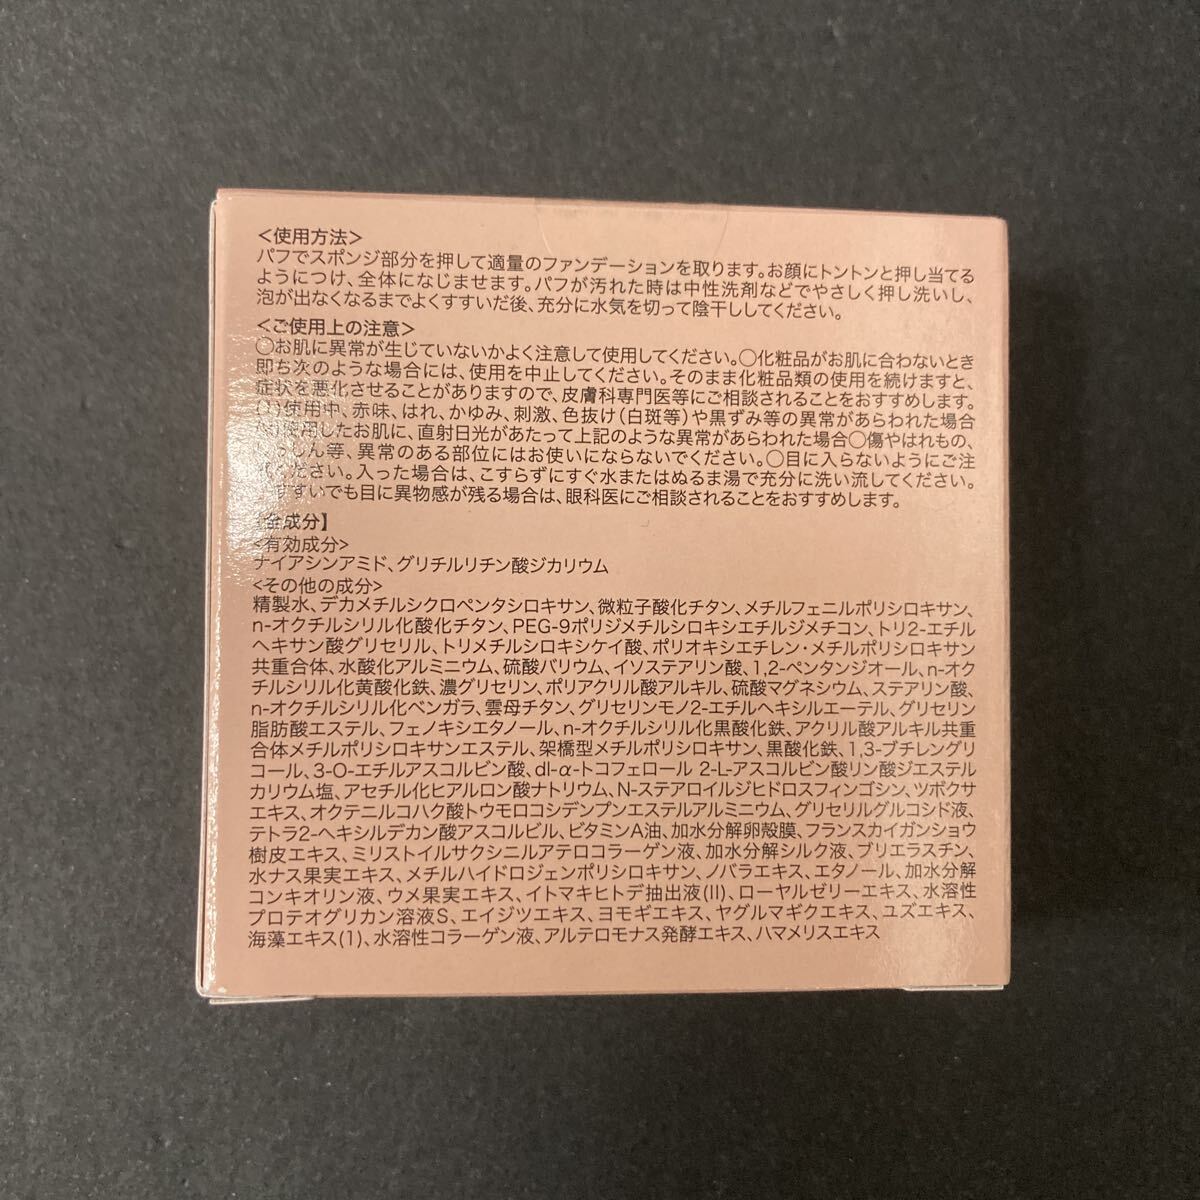 <使用方法>
パフでスポンジ部分を押して適量のファンデーションを取ります。お顔にトントンと押し当てる
ようにつけ、全体になじませます。パフが汚れた時は中性洗剤などでやさしく押し洗いし、
泡が出なくなるまでよくすすいだ後、充分に水気を切って陰干ししてください。
<ご使用上の注意>
○お肌に異常が生じていないかよく注意して使用してください。○化粧品がお肌に合わないとき
即ち次のような場合には、使用を中止してください。そのまま化粧品類の使用を続けますと、
症状を悪化させることがありますので、皮膚科専門医等にご相談されることをおすすめします。
(1)使用中、赤味、はれ、かゆみ、刺激、色抜け(白斑等)や黒ずみ等の異常があらわれた場合
使用したお肌に、直射日光があたって上記のような異常があらわれた場合○傷やはれもの、
しっしん等、異常のある部位にはお使いにならないでください。○目に入らないようにご注
ください。入った場合は、こすらずにすぐ水またはぬるま湯で充分に洗い流してください。
すすいでも目に異物感が残る場合は、眼科医にご相談されることをおすすめします。
【全成分】
<有効成分>
ナイアシンアミド、グリチルリチン酸ジカリウム
<その他の成分>
精製水、デカメチルシクロペンタシロキサン、微粒子酸化チタン、メチルフェニルポリシロキサン、
n-オクチルシリル化酸化チタン、PEG-9ポリジメチルシロキシエチルジメチコン、トリ2-エチル
ヘキサン酸グリセリル、トリメチルシロキシケイ酸、ポリオキシエチレン・メチルポリシロキサン
共重合体、水酸化アルミニウム、硫酸バリウム、イソステアリン酸、1,2-ペンタンジオール、n-オク
チルシリル化黄酸化鉄、濃グリセリン、ポリアクリル酸アルキル、硫酸マグネシウム、ステアリン酸、
n-オクチルシリル化ベンガラ、雲母チタン、グリセリンモノ2-エチルヘキシルエーテル、グリセリン
脂肪酸エステル、フェノキシエタノール、n-オクチルシリル化黒酸化鉄、アクリル酸アルキル共重
合体メチルポリシロキサンエステル、架橋型メチルポリシロキサン、黒酸化鉄、1,3-ブチレングリ
コール、3-O-エチルアスコルビン酸、dl-α-トコフェロール 2-L-アスコルビン酸リン酸ジエステル
カリウム塩、アセチル化ヒアルロン酸ナトリウム、N-ステアロイルジヒドロスフィンゴシン、ツボクサ
エキス、オクテニルコハク酸トウモロコシデンプンエステルアルミニウム、グリセリルグルコシド液、
テトラ2-ヘキシルデカン酸アスコルビル、ビタミンA油、加水分解卵殻膜、フランスカイガンショウ
樹皮エキス、ミリストイルサクシニルアテロコラーゲン液、加水分解シルク液、ブリエラスチン、
水ナス果実エキス、メチルハイドロジェンポリシロキサン、ノバラエキス、エタノール、加水分解
コンキオリン液、ウメ果実エキス、イトマキヒトデ抽出液(II)、ローヤルゼリーエキス、水溶性
プロテオグリカン溶液S、エイジツエキス、ヨモギエキス、ヤグルマギクエキス、ユズエキス、
海藻エキス(1)、水溶性コラーゲン液、アルテロモナス発酵エキス、ハマメリスエキス